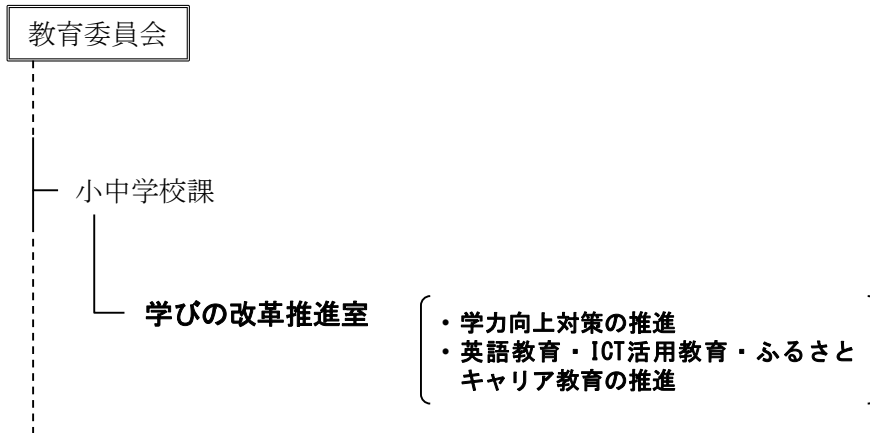 教育委員会
小中学校課
学びの改革推進室
・学力向上対策の推進
・英語教育・ICT活用教育・ふるさと
キャリア教育の推進